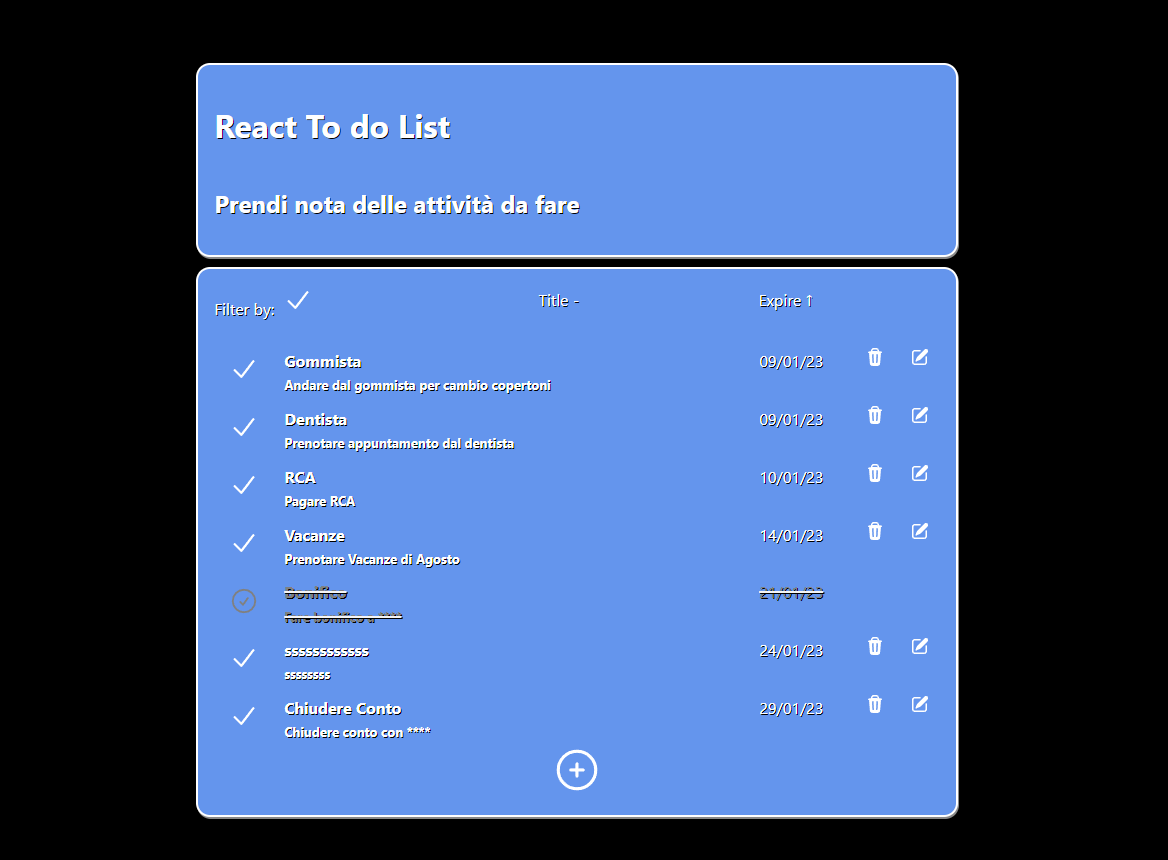 React To do List
Prendi nota delle attività da fare
Filter by: Title - Expire ↑
Gommista 09/01/23
Andare dal gommista per cambio copertoni
Dentista 09/01/23
Prenotare appuntamento dal dentista
RCA 10/01/23
Pagare RCA
Vacanze 14/01/23
Prenotare Vacanze di Agosto
Bonifico 21/01/23
Fare bonifico a ****
ssssssssssss 24/01/23
ssssssss
Chiudere Conto 29/01/23
Chiudere conto con ****